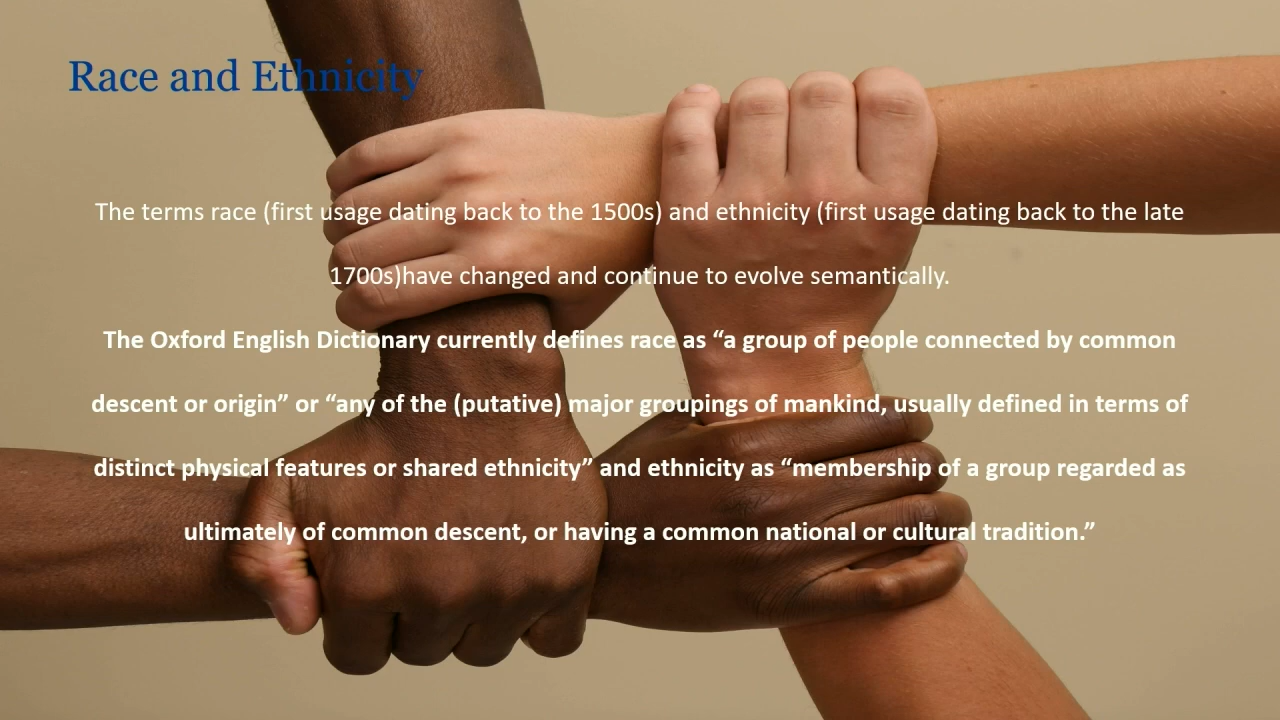 Race and Ethnicity
The terms race (first usage dating back to the 1500s) and ethnicity (first usage dating back to the late
1700s)have changed and continue to evolve semantically.
The Oxford English Dictionary currently defines race as “a group of people connected by common
descent or origin” or “any of the (putative) major groupings of mankind, usually defined in terms of
distinct physical features or shared ethnicity” and ethnicity as “membership of a group regarded as
ultimately of common descent, or having a common national or cultural tradition.”